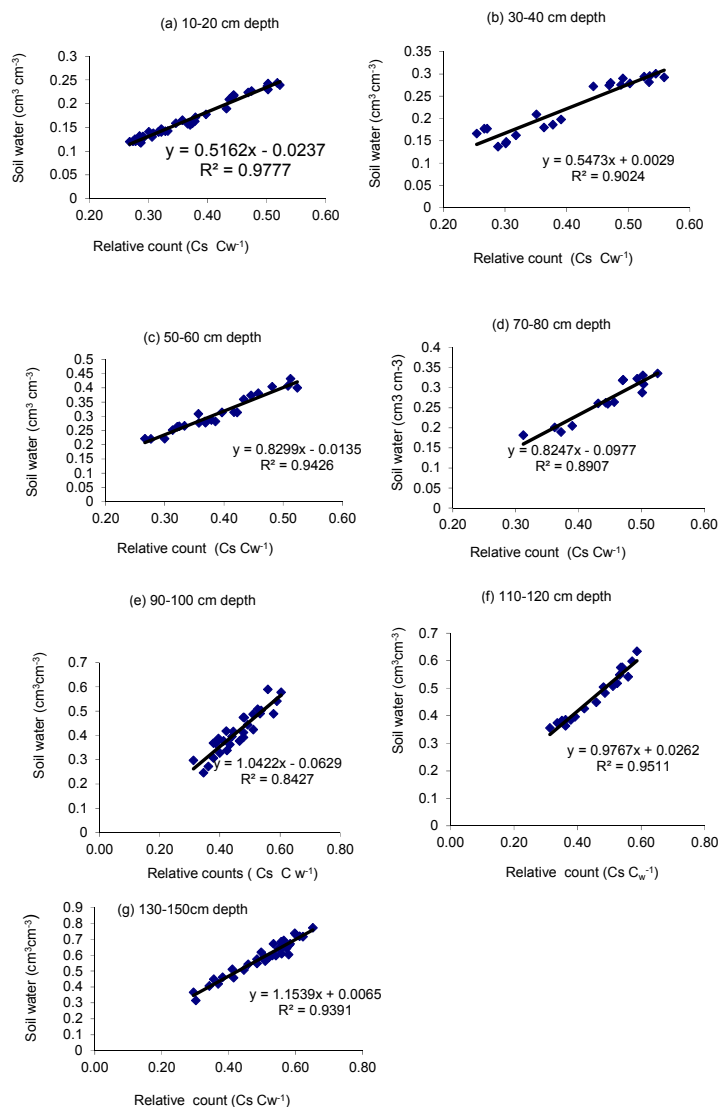 (a) 10-20 cm depth
Soil water (cm³ cm⁻³)
0.3
0.25
0.2
0.15
0.1
0.05
0
y = 0.5162x - 0.0237
R² = 0.9777
0.20 0.30 0.40 0.50 0.60
Relative count (Cs Cw⁻¹)
(b) 30-40 cm depth
Soil water (cm³ cm⁻³)
0.35
0.3
0.25
0.2
0.15
0.1
0.05
0
y = 0.5473x + 0.0029
R² = 0.9024
0.20 0.30 0.40 0.50 0.60
Relative count (Cs Cw⁻¹)
(c) 50-60 cm depth
Soil water (cm³ cm⁻³)
0.5
0.45
0.4
0.35
0.3
0.25
0.2
0.15
0.1
0.05
0
y = 0.8299x - 0.0135
R² = 0.9426
0.20 0.30 0.40 0.50 0.60
Relative count (Cs Cw⁻¹)
(d) 70-80 cm depth
Soil water (cm3 cm-3)
0.4
0.35
0.3
0.25
0.2
0.15
0.1
0.05
0
y = 0.8247x - 0.0977
R² = 0.8907
0.20 0.30 0.40 0.50 0.60
Relative count (Cs Cw⁻¹)
(e) 90-100 cm depth
Soil water (cm³cm⁻³)
0.7
0.6
0.5
0.4
0.3
0.2
0.1
0
y = 1.0422x - 0.0629
R² = 0.8427
0.00 0.20 0.40 0.60 0.80
Relative counts ( Cs C w⁻¹)
(f) 110-120 cm depth
Soil water (cm³cm⁻³)
0.7
0.6
0.5
0.4
0.3
0.2
0.1
0
y = 0.9767x + 0.0262
R² = 0.9511
0.00 0.20 0.40 0.60 0.80
Relative count (Cs Cw⁻¹)
(g) 130-150cm depth
Soil water (cm³cm⁻³)
0.9
0.8
0.7
0.6
0.5
0.4
0.3
0.2
0.1
0
y = 1.1539x + 0.0065
R² = 0.9391
0.00 0.20 0.40 0.60 0.80
Relative count (Cs Cw⁻¹)